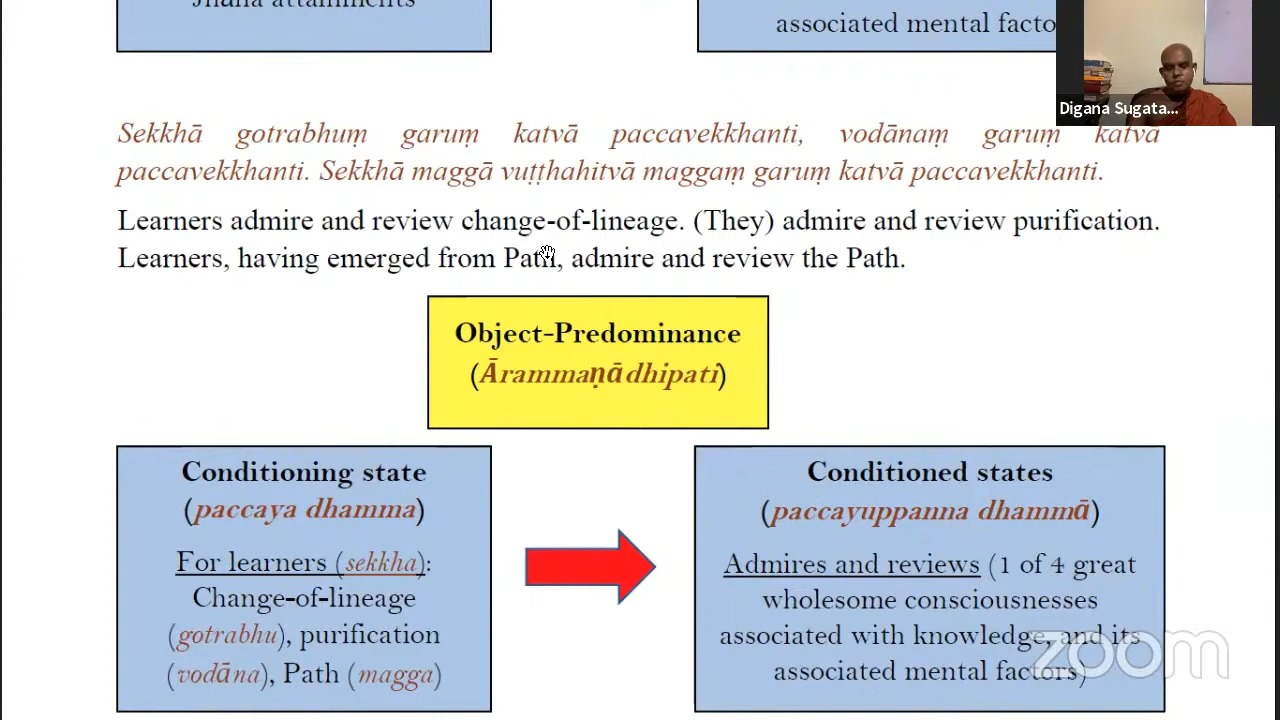 Jhāna attainments
associated mental facto
Digana Sugata...
Sekkhā gotrabhuṃ garuṃ katvā paccavekkhanti, vodānaṃ garuṃ katvā
paccavekkhanti. Sekkhā maggā vuṭṭhahitvā maggaṃ garuṃ katvā paccavekkhanti.
Learners admire and review change-of-lineage. (They) admire and review purification.
Learners, having emerged from Path, admire and review the Path.
Object-Predominance
(Ārammaṇādhipati)
Conditioning state
(paccaya dhamma)
For learners (sekkha):
Change-of-lineage
(gotrabhu), purification
(vodāna), Path (magga)
Conditioned states
(paccayuppanna dhammā)
Admires and reviews (1 of 4 great
wholesome consciousnesses
associated with knowledge, and its
associated mental factors)
zoom